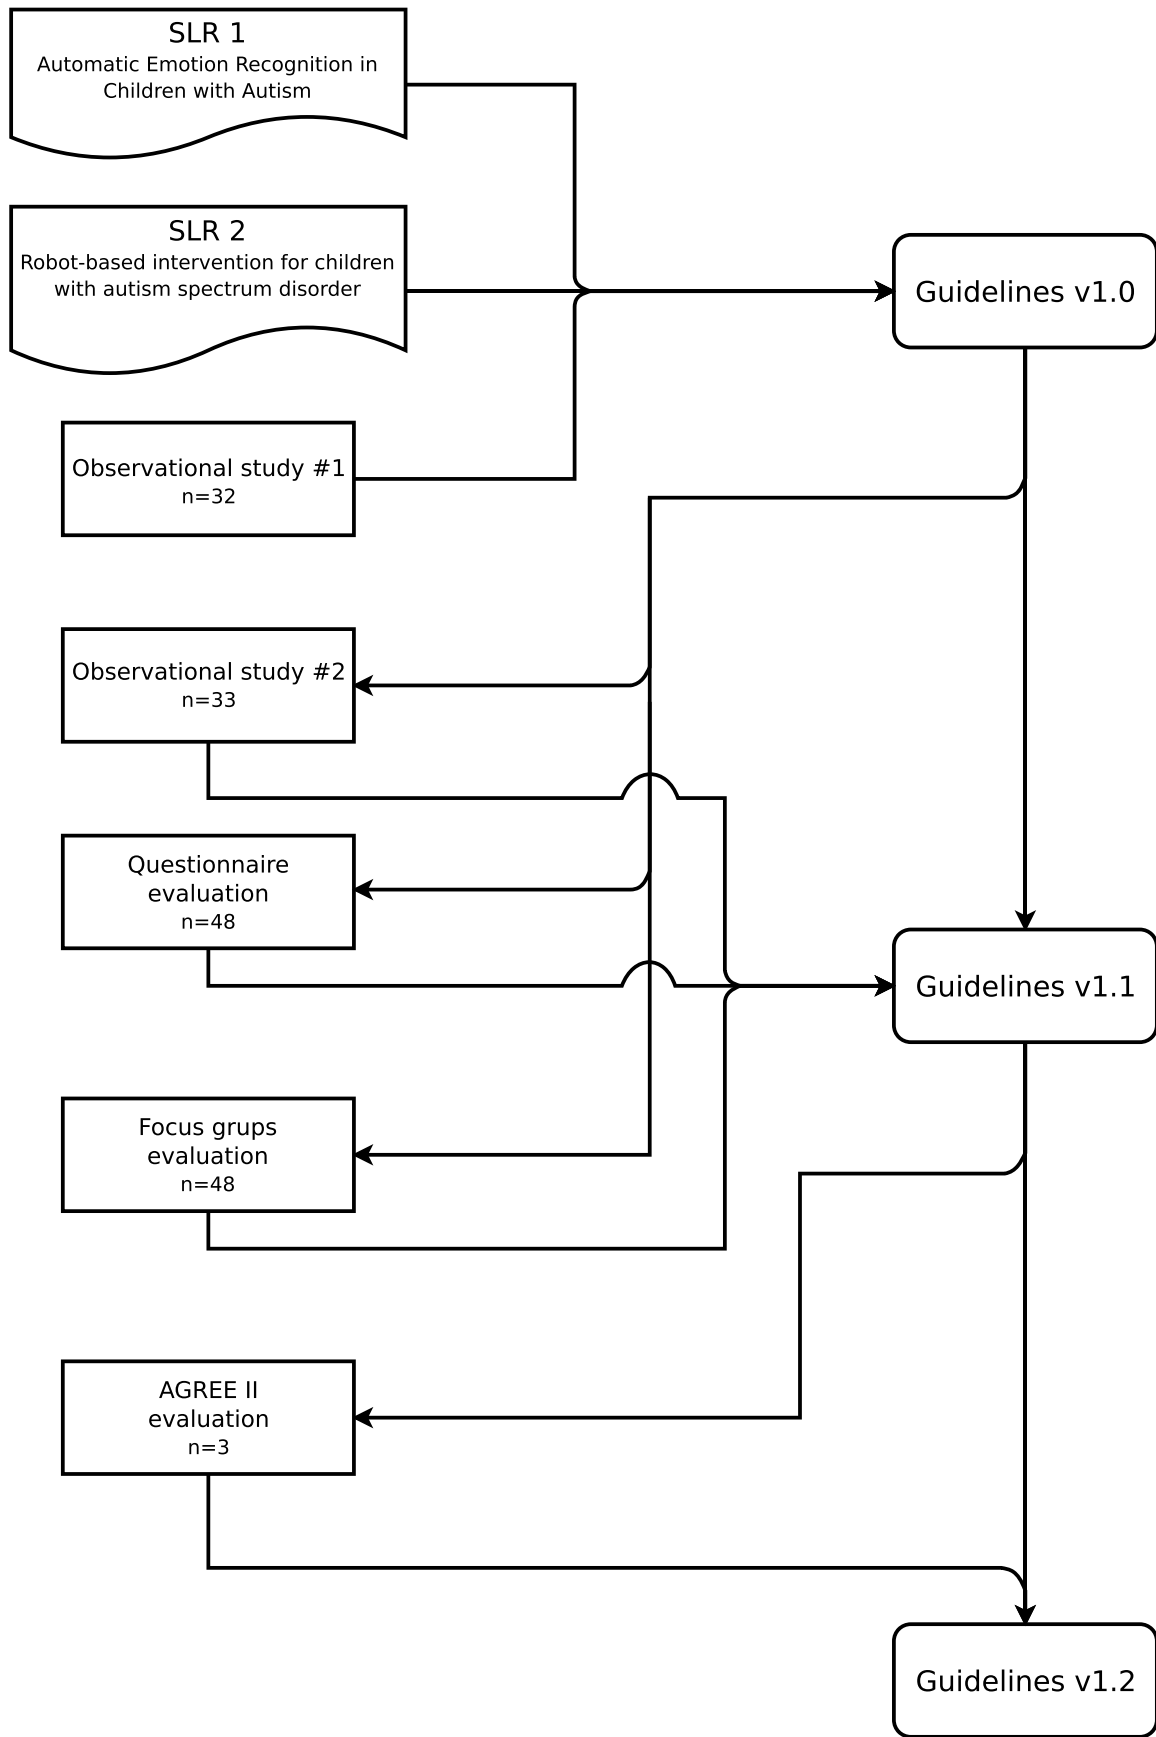 SLR 1
Automatic Emotion Recognition in
Children with Autism
SLR 2
Robot-based intervention for children
with autism spectrum disorder
Guidelines v1.0
Observational study #1
n=32
Observational study #2
n=33
Questionnaire
evaluation
n=48
Guidelines v1.1
Focus grups
evaluation
n=48
AGREE II
evaluation
n=3
Guidelines v1.2